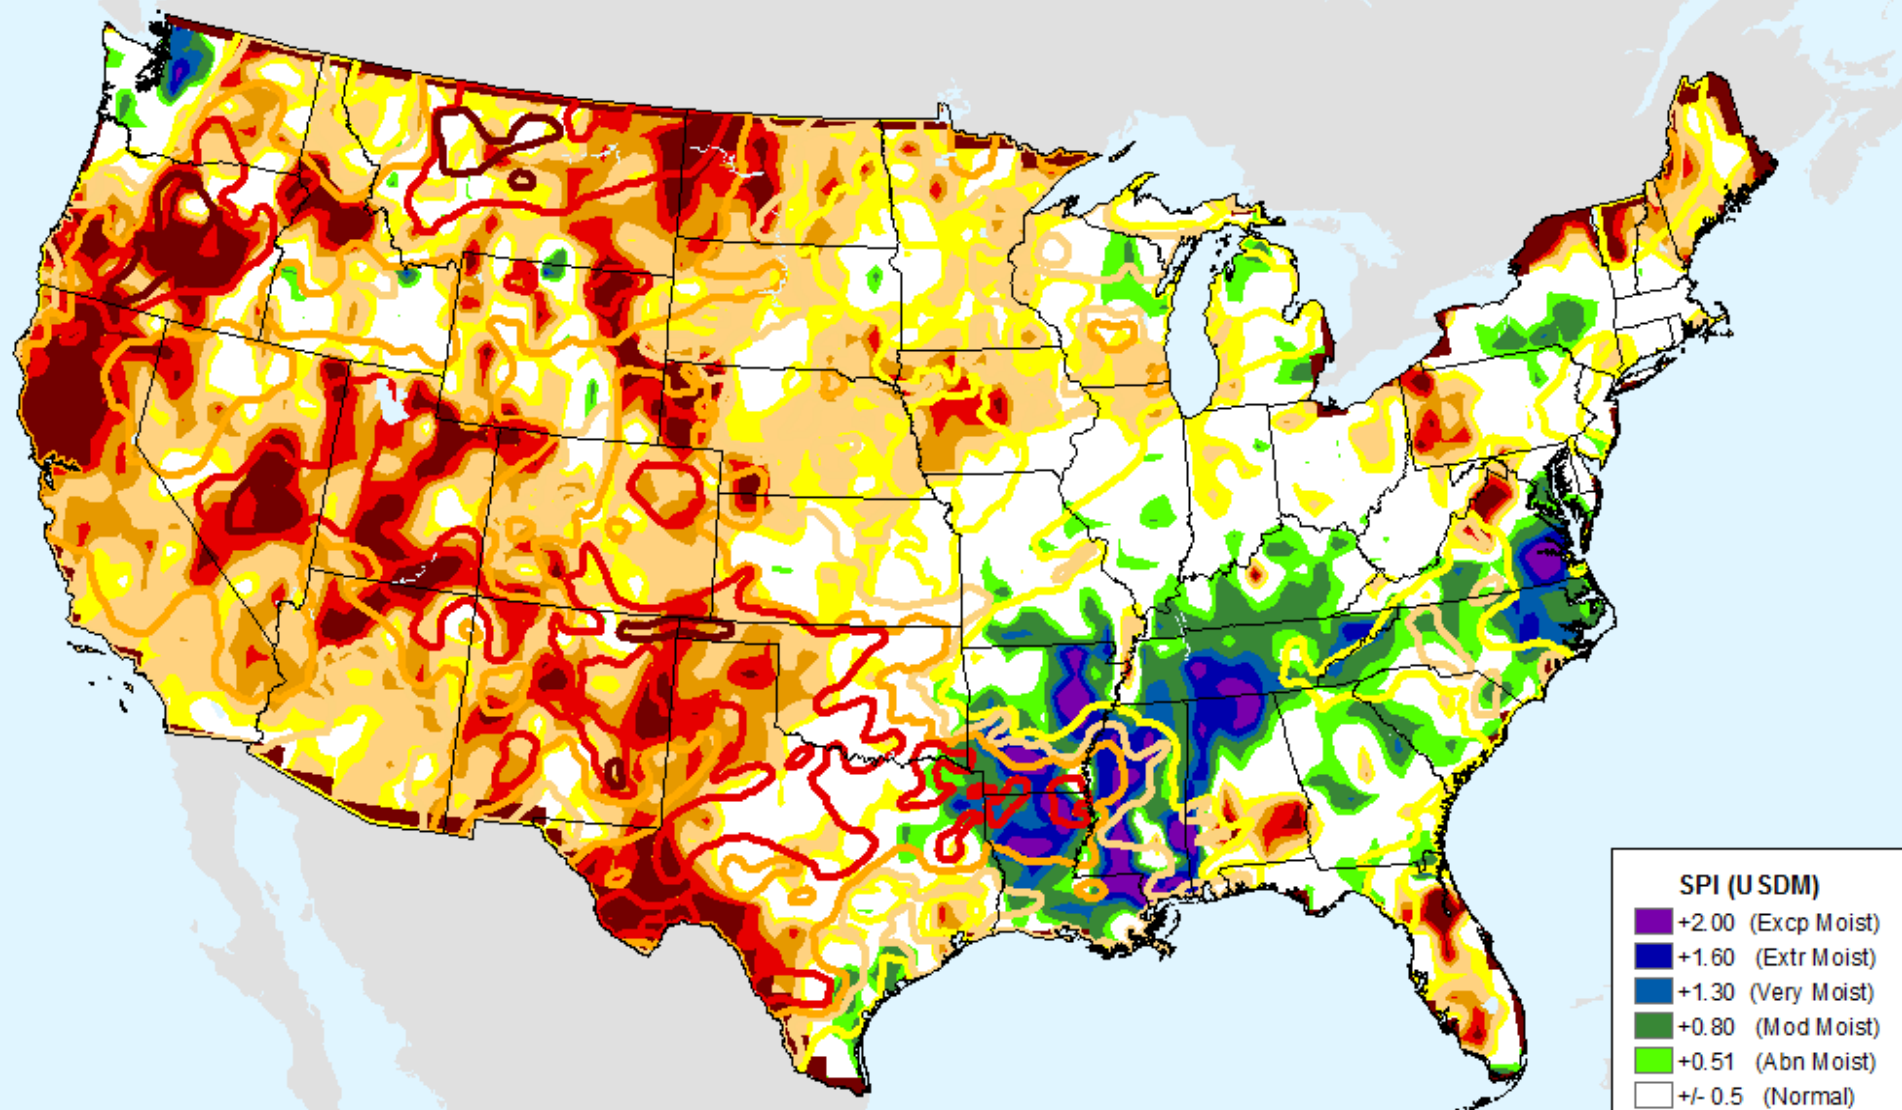 SPI (USDM)
+2.00 (Excp Moist)
+1.60 (Extr Moist)
+1.30 (Very Moist)
+0.80 (Mod Moist)
+0.51 (Abn Moist)
+/- 0.5 (Normal)